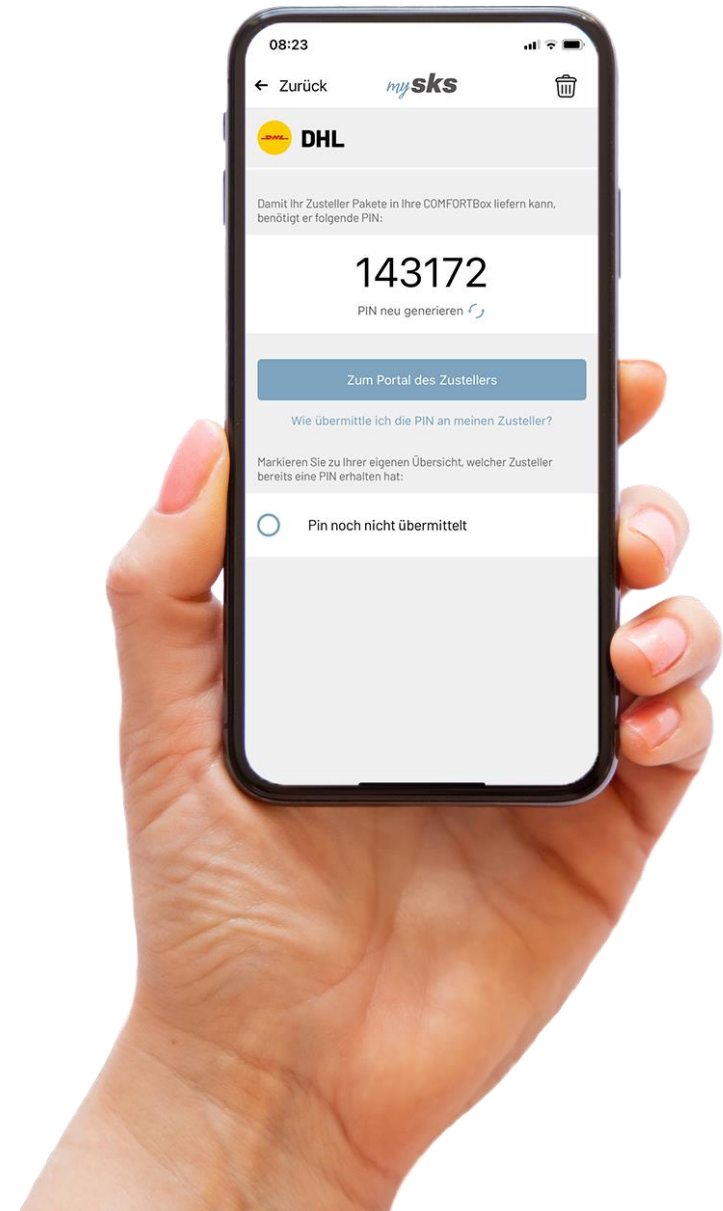 08:23
← Zurück mysks
DHL DHL
Damit Ihr Zusteller Pakete in Ihre COMFORTBox liefern kann,
benötigt er folgende PIN:
143172
PIN neu generieren
Zum Portal des Zustellers
Wie übermittle ich die PIN an meinen Zusteller?
Markieren Sie zu Ihrer eigenen Übersicht, welcher Zusteller
bereits eine PIN erhalten hat:
Pin noch nicht übermittelt